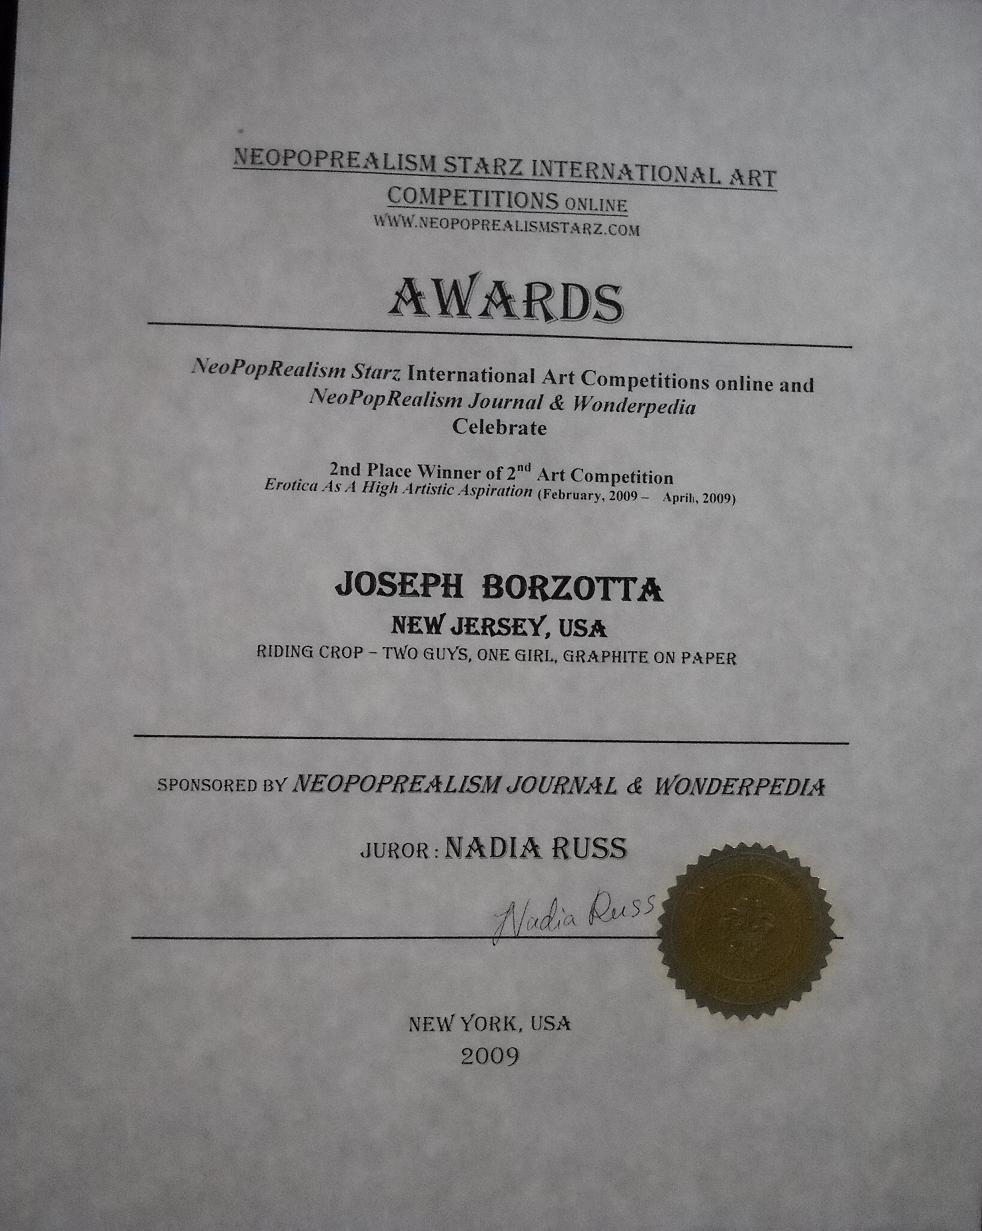 NEOPOPREALISM STARZ INTERNATIONAL ART
COMPETITIONS ONLINE
WWW.NEOPOPREALISMSTARZ.COM
AWARDS
NeoPopRealism Starz International Art Competitions online and
NeoPopRealism Journal & Wonderpedia
Celebrate
2nd Place Winner of 2nd Art Competition
Erotica As A High Artistic Aspiration (February, 2009 – April, 2009)
JOSEPH BORZOTTA
NEW JERSEY, USA
RIDING CROP – TWO GUYS, ONE GIRL, GRAPHITE ON PAPER
SPONSORED BY NEOPOPREALISM JOURNAL & WONDERPEDIA
JUROR: NADIA RUSS
Nadia Russ
NEW YORK, USA
2009